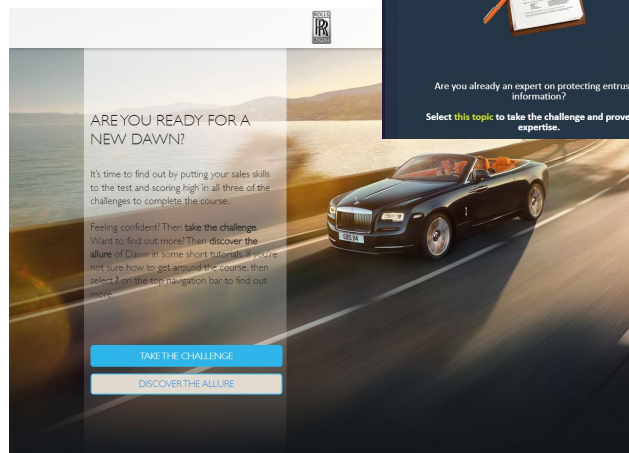 ROLLS
RR
ROYCE
Are you already an expert on protecting entrus
information?
Select this topic to take the challenge and prove
expertise.
ARE YOU READY FOR A
NEW DAWN?
It's time to find out by putting your sales skills
to the test and scoring high in all three of the
challenges to complete the course.
Feeling confident? Then take the challenge.
Want to find out more? Then discover the
allure of Dawn in some short tutorials. If you're
not sure how to get around the course, then
select ? on the top navigation bar to find out
more.
TAKE THE CHALLENGE
DISCOVER THE ALLURE